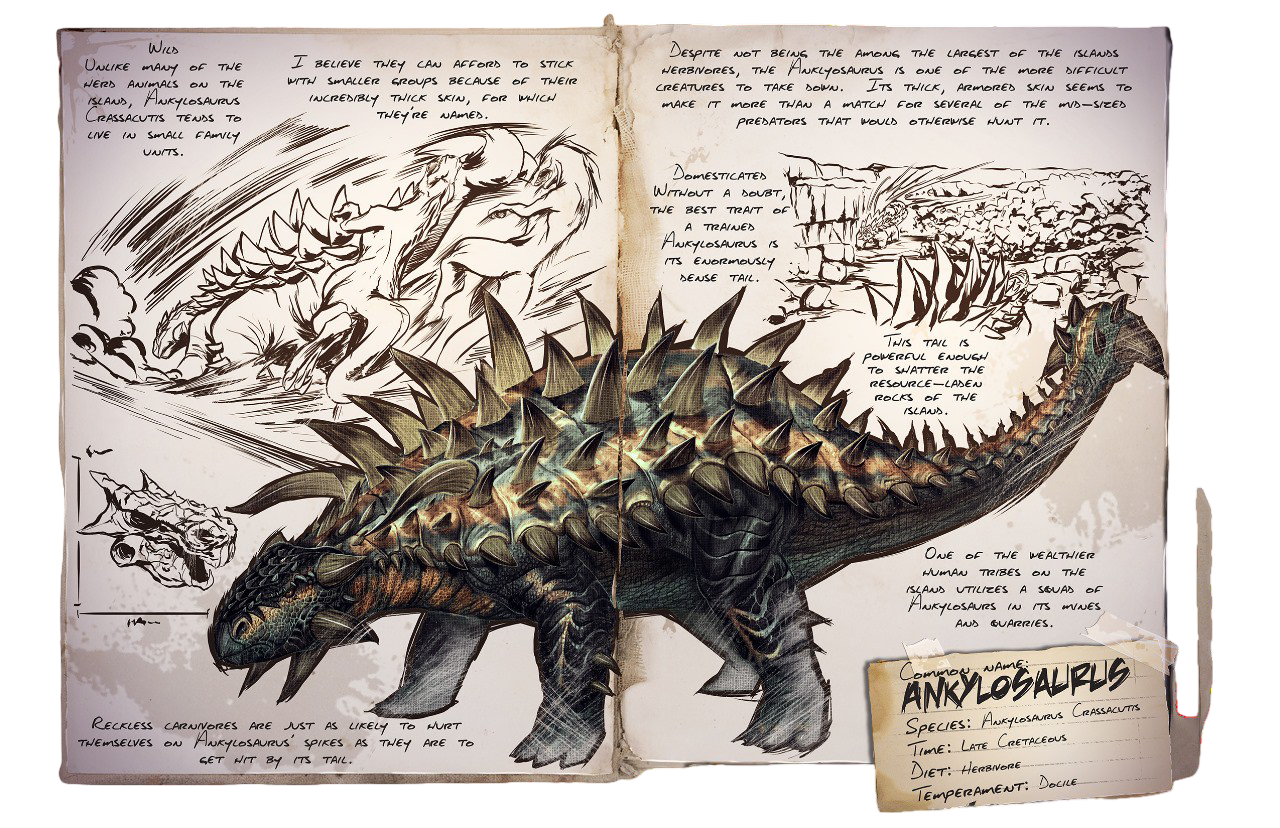 Wild
Unlike many of the
herd animals on the
island, Ankylosaurus
Crassacutis tends to
live in small family
units.
I believe they can afford to stick
with smaller groups because of their
incredibly thick skin, for which
they're named.
Despite not being the among the largest of the islands
herbivores, the Anklyosaurus is one of the more difficult
creatures to take down. Its thick, armored skin seems to
make it more than a match for several of the mid-sized
predators that would otherwise hunt it.
Domesticated
Without a doubt,
the best trait of
a trained
Ankylosaurus is
its enormously
dense tail.
This tail is
powerful enough
to shatter the
resource-laden
rocks of the
island.
One of the wealthier
human tribes on the
island utilizes a squad of
Ankylosaurs in its mines
and quarries.
Reckless carnivores are just as likely to hurt
themselves on Ankylosaurus' spikes as they are to
get hit by its tail.
Common name:
ANKYLOSAURUS
Species: Ankylosaurus Crassacutis
Time: Late Cretaceous
Diet: Herbivore
Temperament: Docile